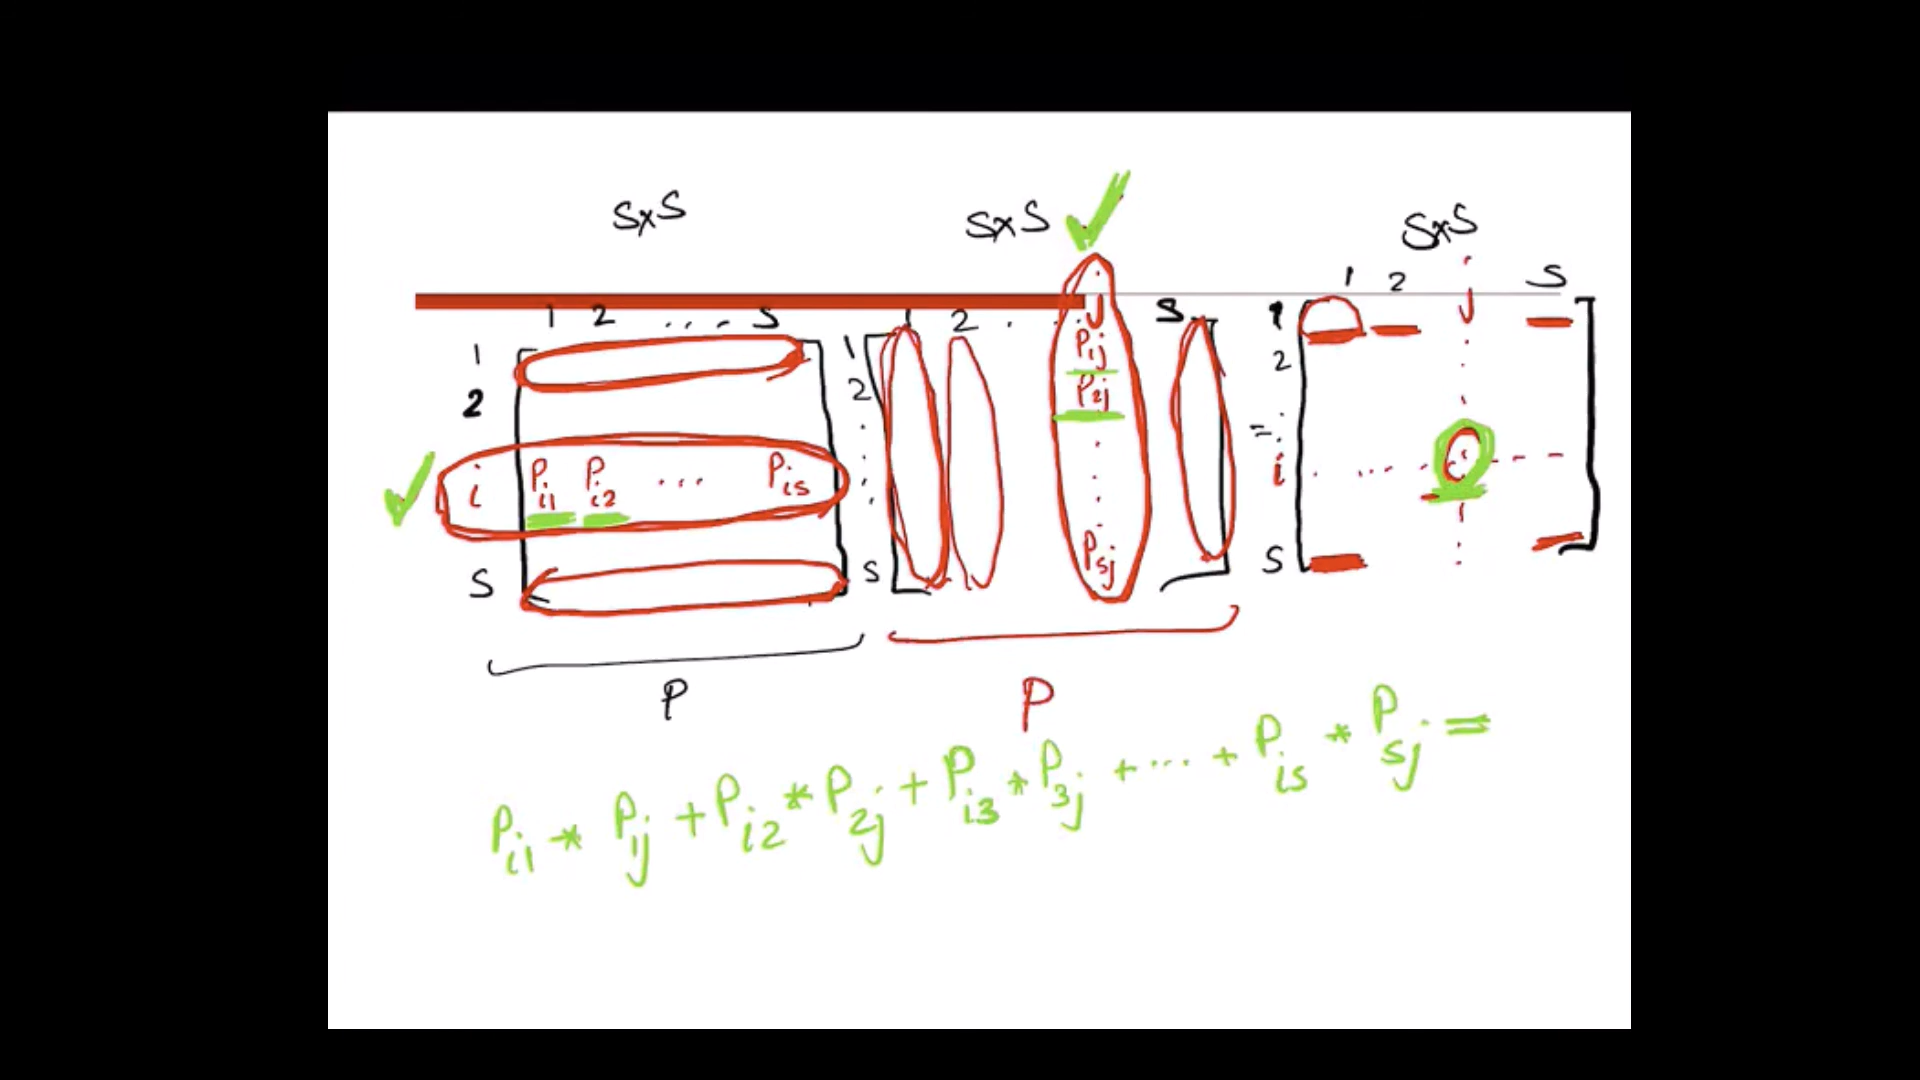 SxS SxS SxS
1 2 S
1 2 .... S 1 2 . . j S 1
1 1 P1j 2
2 2 P2j =
i Pi1 Pi2 ... Pis i
S S Psj S
P P
Pi1 * P1j + Pi2 * P2j + Pi3 * P3j + ... + Pis * Psj =